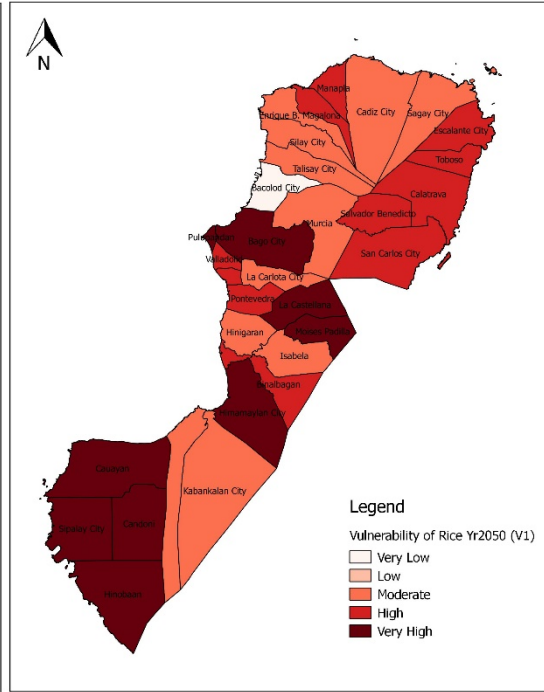 N
Manapla
Cadiz City
Sagay City
Enrique B. Magalona
Escalante City
Silay City
Toboso
Talisay City
Bacolod City
Calatrava
Salvador Benedicto
Murcia
Pulupandan
Bago City
San Carlos City
Valladolid
La Carlota City
Pontevedra
La Castellana
Moises Padilla
Hinigaran
Isabela
Binalbagan
Himamaylan City
Cauayan
Kabankalan City
Sipalay City
Candoni
Hinobaan
Legend
Vulnerability of Rice Yr2050 (V1)
Very Low
Low
Moderate
High
Very High